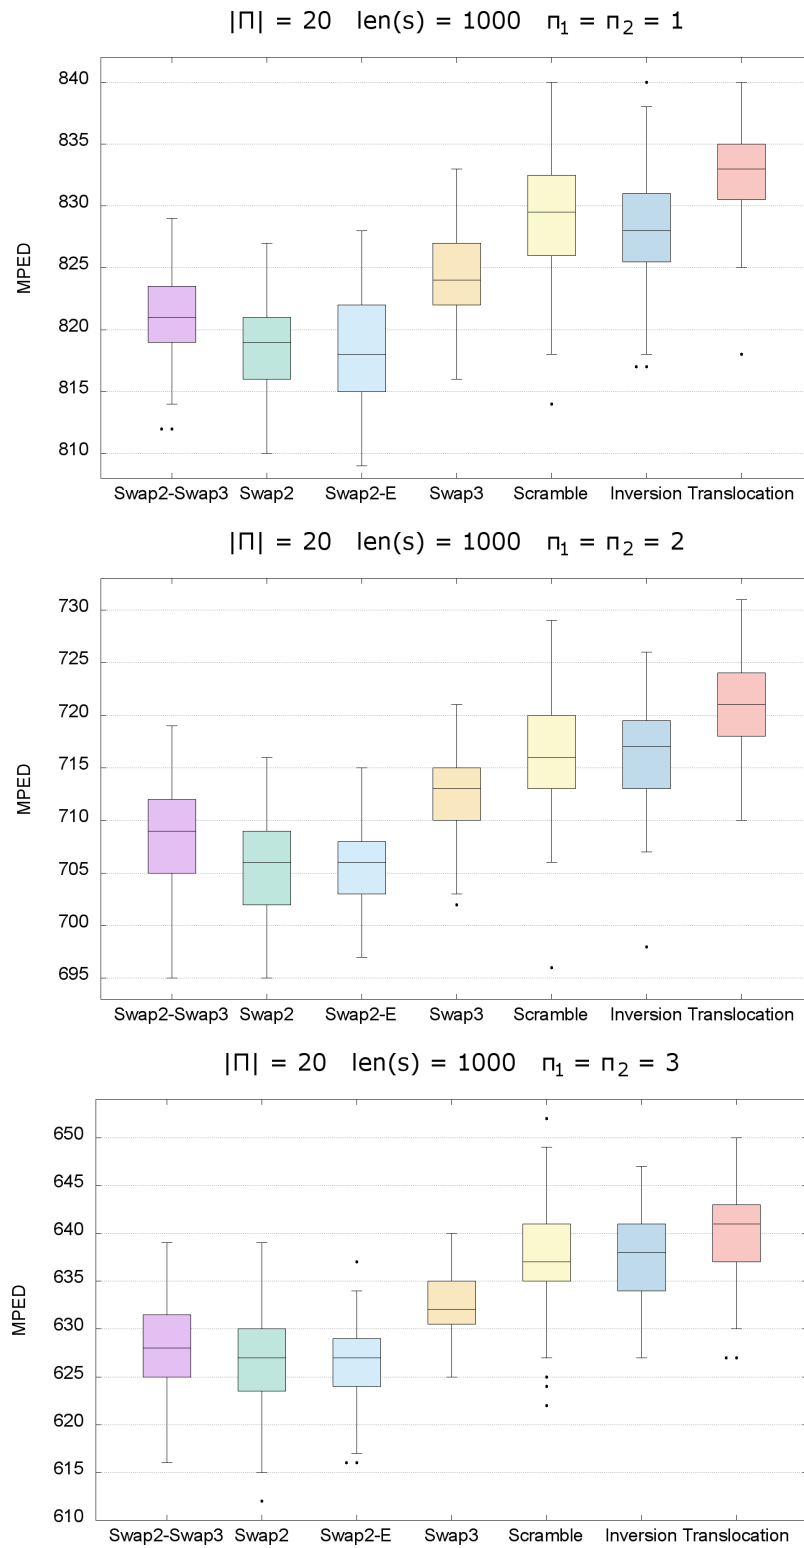 |Π| = 20 len(s) = 1000 π1 = π2 = 1
840
835
830
825
820
815
810
MPED
Swap2-Swap3 Swap2 Swap2-E Swap3 Scramble Inversion Translocation
|Π| = 20 len(s) = 1000 π1 = π2 = 2
730
725
720
715
710
705
700
695
MPED
Swap2-Swap3 Swap2 Swap2-E Swap3 Scramble Inversion Translocation
|Π| = 20 len(s) = 1000 π1 = π2 = 3
650
645
640
635
630
625
620
615
610
MPED
Swap2-Swap3 Swap2 Swap2-E Swap3 Scramble Inversion Translocation